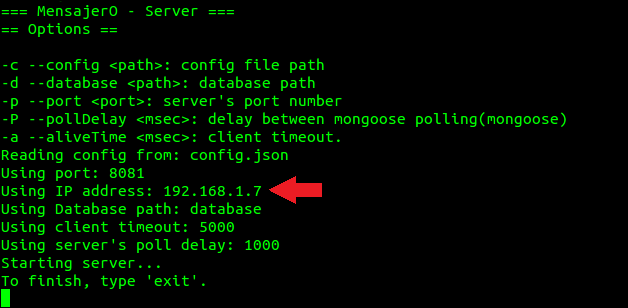 === MensajerO - Server ===
== Options ==
-c --config <path>: config file path
-d --database <path>: database path
-p --port <port>: server's port number
-P --pollDelay <msec>: delay between mongoose polling(mongoose)
-a --aliveTime <msec>: client timeout.
Reading config from: config.json
Using port: 8081
Using IP address: 192.168.1.7
Using Database path: database
Using client timeout: 5000
Using server's poll delay: 1000
Starting server...
To finish, type 'exit'.